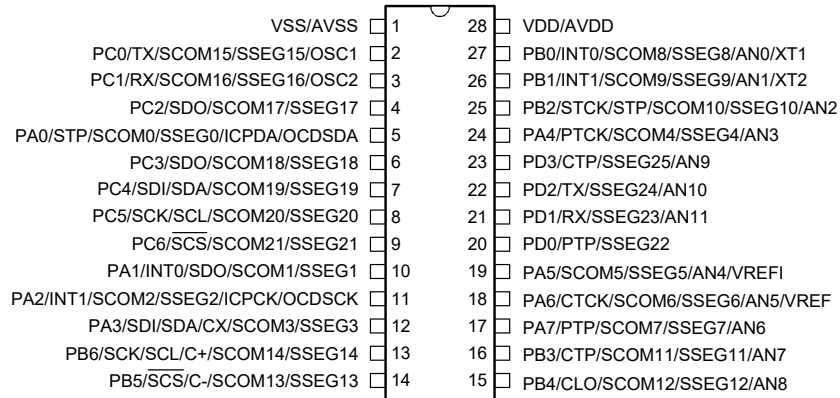 VSS/AVSS 1 28 VDD/AVDD
PC0/TX/SCOM15/SSEG15/OSC1 2 27 PB0/INT0/SCOM8/SSEG8/AN0/XT1
PC1/RX/SCOM16/SSEG16/OSC2 3 26 PB1/INT1/SCOM9/SSEG9/AN1/XT2
PC2/SDO/SCOM17/SSEG17 4 25 PB2/STCK/STP/SCOM10/SSEG10/AN2
PA0/STP/SCOM0/SSEG0/ICPDA/OCDSDA 5 24 PA4/PTCK/SCOM4/SSEG4/AN3
PC3/SDO/SCOM18/SSEG18 6 23 PD3/CTP/SSEG25/AN9
PC4/SDI/SDA/SCOM19/SSEG19 7 22 PD2/TX/SSEG24/AN10
PC5/SCK/SCL/SCOM20/SSEG20 8 21 PD1/RX/SSEG23/AN11
PC6/SCS/SCOM21/SSEG21 9 20 PD0/PTP/SSEG22
PA1/INT0/SDO/SCOM1/SSEG1 10 19 PA5/SCOM5/SSEG5/AN4/VREFI
PA2/INT1/SCOM2/SSEG2/ICPCK/OCDSCK 11 18 PA6/CTCK/SCOM6/SSEG6/AN5/VREF
PA3/SDI/SDA/CX/SCOM3/SSEG3 12 17 PA7/PTP/SCOM7/SSEG7/AN6
PB6/SCK/SCL/C+/SCOM14/SSEG14 13 16 PB3/CTP/SCOM11/SSEG11/AN7
PB5/SCS/C-/SCOM13/SSEG13 14 15 PB4/CLO/SCOM12/SSEG12/AN8